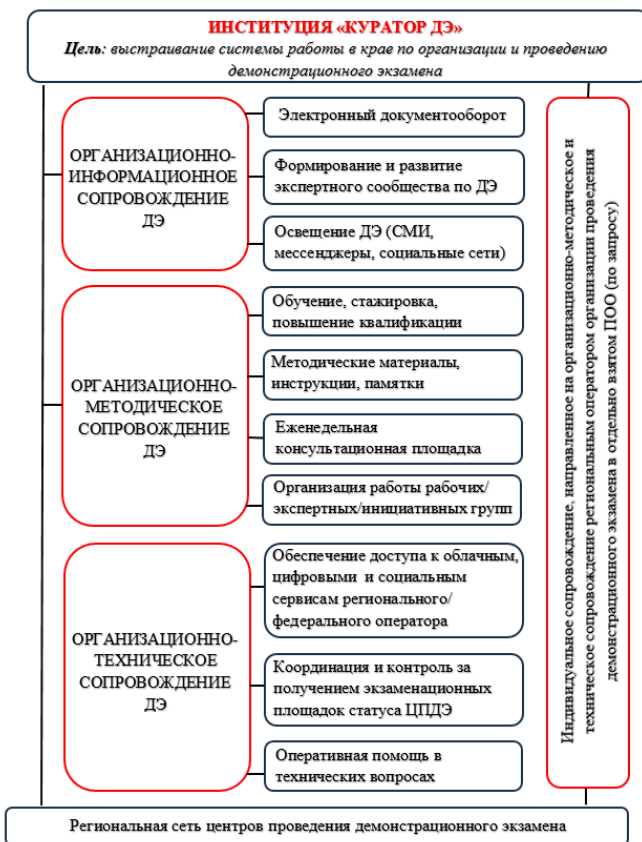 ИНСТИТУЦИЯ «КУРАТОР ДЭ»
Цель: выстраивание системы работы в крае по организации и проведению
демонстрационного экзамена
ОРГАНИЗАЦИОННО-
ИНФОРМАЦИОННОЕ
СОПРОВОЖДЕНИЕ
ДЭ
Электронный документооборот
Формирование и развитие
экспертного сообщества по ДЭ
Освещение ДЭ (СМИ,
мессенджеры, социальные сети)
ОРГАНИЗАЦИОННО-
МЕТОДИЧЕСКОЕ
СОПРОВОЖДЕНИЕ
ДЭ
Обучение, стажировка,
повышение квалификации
Методические материалы,
инструкции, памятки
Еженедельная
консультационная площадка
Организация работы рабочих/
экспертных/инициативных групп
ОРГАНИЗАЦИОННО-
ТЕХНИЧЕСКОЕ
СОПРОВОЖДЕНИЕ
ДЭ
Обеспечение доступа к облачным,
цифровыми и социальным
сервисам регионального/
федерального оператора
Координация и контроль за
получением экзаменационных
площадок статуса ЦПДЭ
Оперативная помощь в
технических вопросах
Индивидуальное сопровождение, направленное на организационно-методическое и
техническое сопровождение региональным оператором организации проведения
демонстрационного экзамена в отдельно взятом ПОО (по запросу)
Региональная сеть центров проведения демонстрационного экзамена